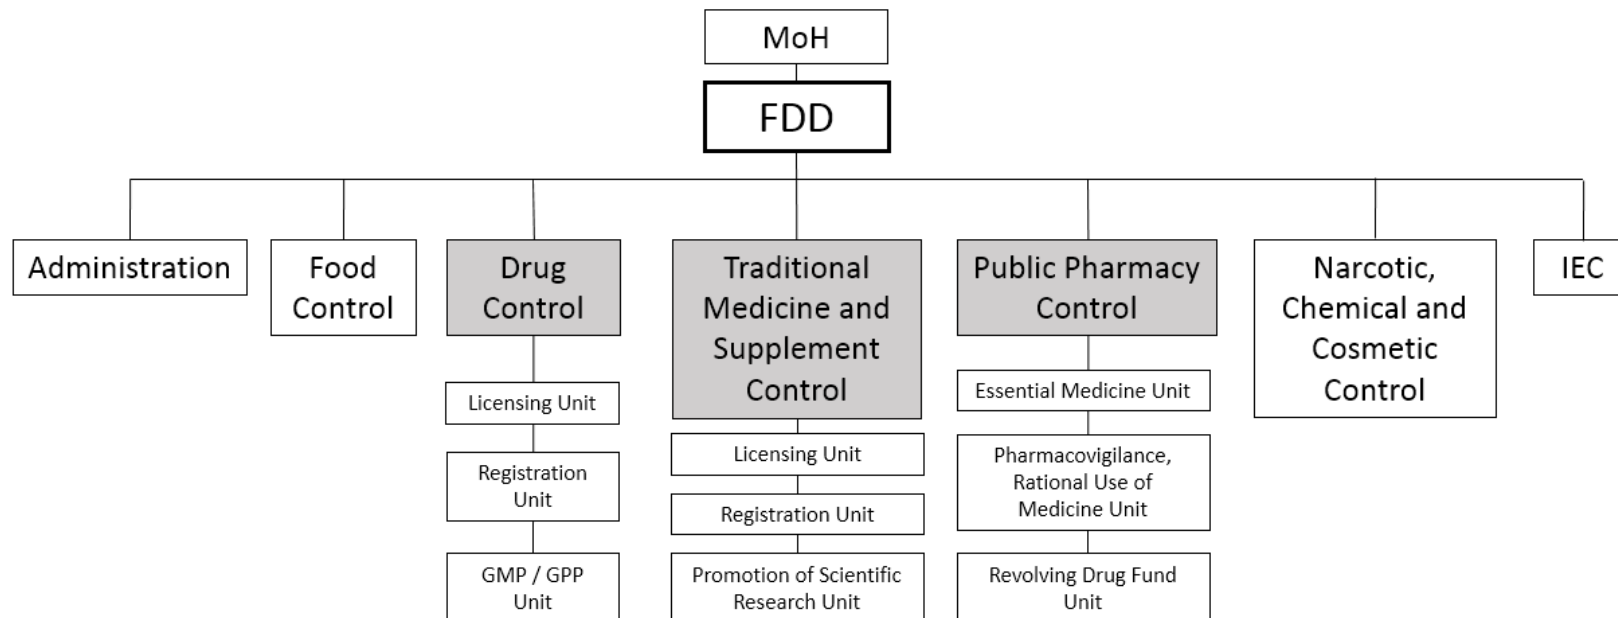 MoH
FDD
Administration
Food
Control
Drug
Control
Licensing Unit
Registration
Unit
GMP / GPP
Unit
Traditional
Medicine and
Supplement
Control
Licensing Unit
Registration Unit
Promotion of Scientific
Research Unit
Public Pharmacy
Control
Essential Medicine Unit
Pharmacovigilance,
Rational Use of
Medicine Unit
Revolving Drug Fund
Unit
Narcotic,
Chemical and
Cosmetic
Control
IEC